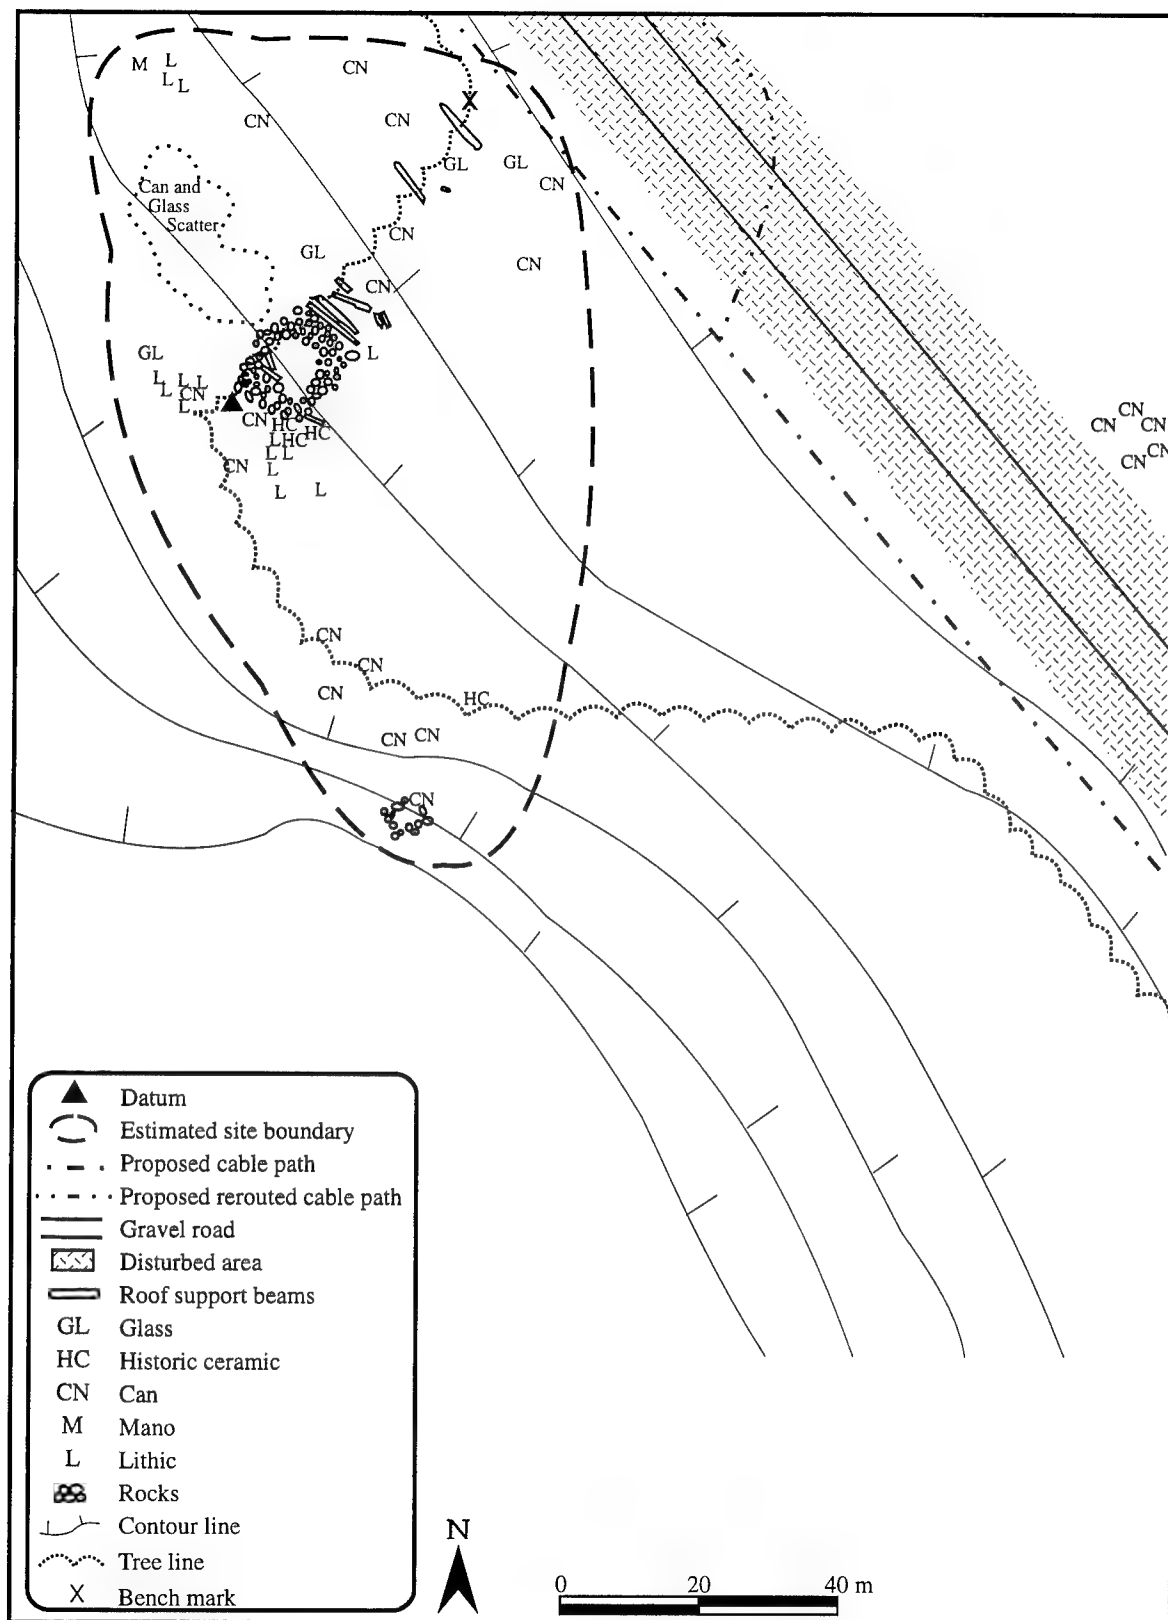 M
L
L
L
CN
CN
CN
GL
GL
CN
X
Can and
Glass
Scatter
CN
GL
CN
CN
GL
L
L
L
L
L
CN
L
CN
HC
HC
L
HC
L
L
L
L
L
CN
CN
CN
CN
CN
CN
CN
HC
CN
CN
CN
CN
CN
CN
CN
CN
Datum
Estimated site boundary
Proposed cable path
Proposed rerouted cable path
Gravel road
Disturbed area
Roof support beams
GL Glass
HC Historic ceramic
CN Can
M Mano
L Lithic
Rocks
Contour line
Tree line
X Bench mark
N
0 20 40 m